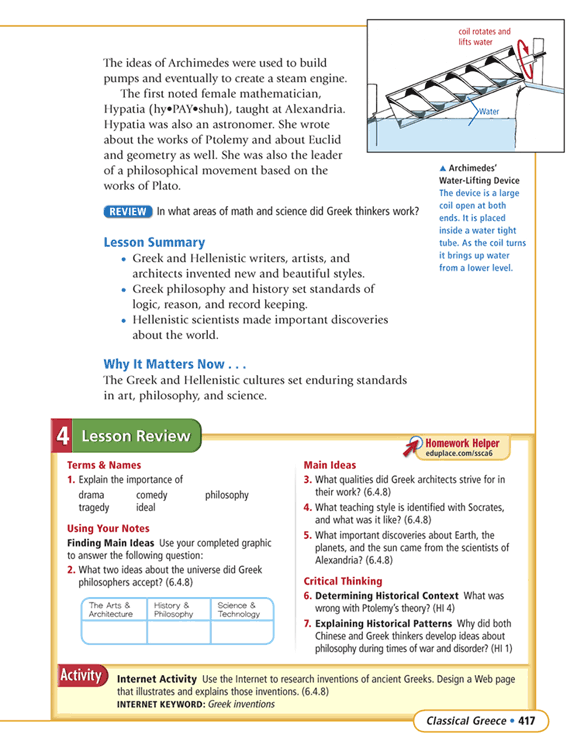 The ideas of Archimedes were used to build
pumps and eventually to create a steam engine.
The first noted female mathematician,
Hypatia (hy•PAY•shuh), taught at Alexandria.
Hypatia was also an astronomer. She wrote
about the works of Ptolemy and about Euclid
and geometry as well. She was also the leader
of a philosophical movement based on the
works of Plato.
REVIEW In what areas of math and science did Greek thinkers work?
coil rotates and
lifts water
Water
▲ Archimedes'
Water-Lifting Device
The device is a large
coil open at both
ends. It is placed
inside a water tight
tube. As the coil turns
it brings up water
from a lower level.
Lesson Summary
• Greek and Hellenistic writers, artists, and
architects invented new and beautiful styles.
• Greek philosophy and history set standards of
logic, reason, and record keeping.
• Hellenistic scientists made important discoveries
about the world.
Why It Matters Now . . .
The Greek and Hellenistic cultures set enduring standards
in art, philosophy, and science.
4 Lesson Review
Homework Helper
eduplace.com/ssca6
Terms & Names
1. Explain the importance of
drama comedy philosophy
tragedy ideal
Using Your Notes
Finding Main Ideas Use your completed graphic
to answer the following question:
2. What two ideas about the universe did Greek
philosophers accept? (6.4.8)
The Arts &
Architecture
History &
Philosophy
Science &
Technology
Main Ideas
3. What qualities did Greek architects strive for in
their work? (6.4.8)
4. What teaching style is identified with Socrates,
and what was it like? (6.4.8)
5. What important discoveries about Earth, the
planets, and the sun came from the scientists of
Alexandria? (6.4.8)
Critical Thinking
6. Determining Historical Context What was
wrong with Ptolemy's theory? (HI 4)
7. Explaining Historical Patterns Why did both
Chinese and Greek thinkers develop ideas about
philosophy during times of war and disorder? (HI 1)
Activity
Internet Activity Use the Internet to research inventions of ancient Greeks. Design a Web page
that illustrates and explains those inventions. (6.4.8)
INTERNET KEYWORD: Greek inventions
Classical Greece • 417